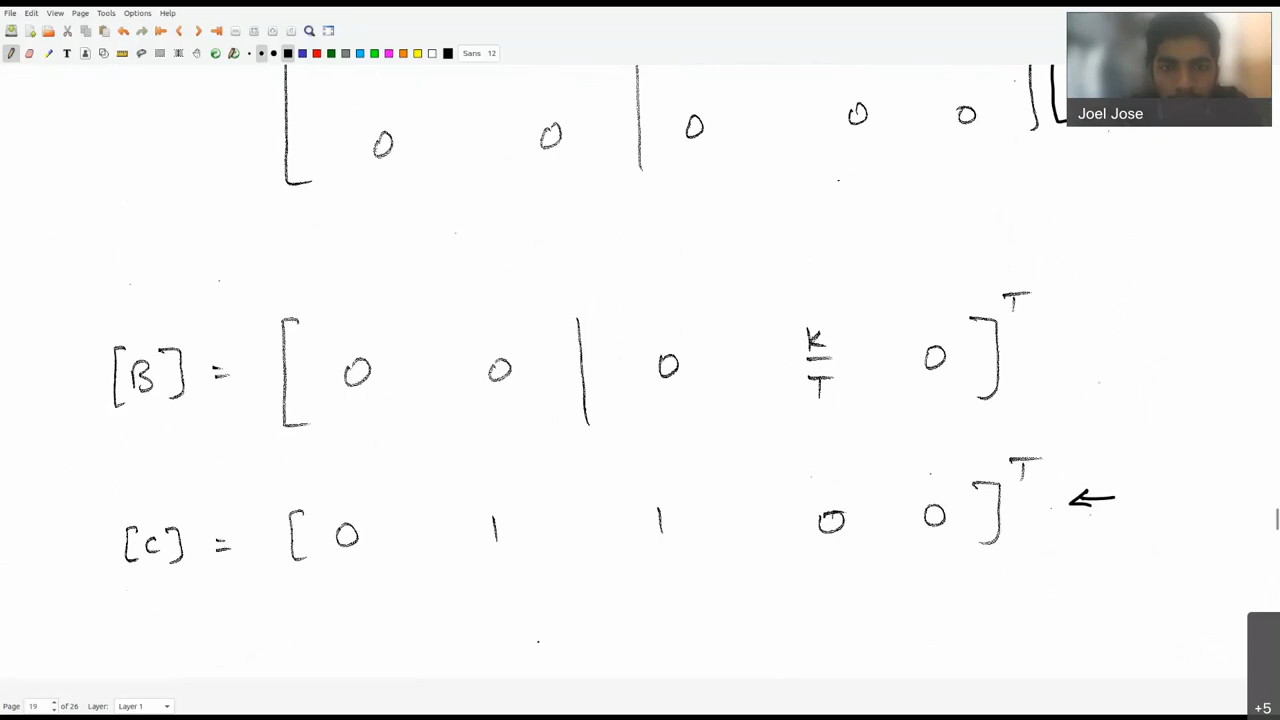 File Edit View Page Tools Options Help
Sans 12
Joel Jose
0 0 | 0 0 0
[B] = [ 0 0 | 0 K/T 0 ]^T
[C] = [ 0 1 1 0 0 ]^T ←
Page 19 of 26 Layer: Layer 1
+5